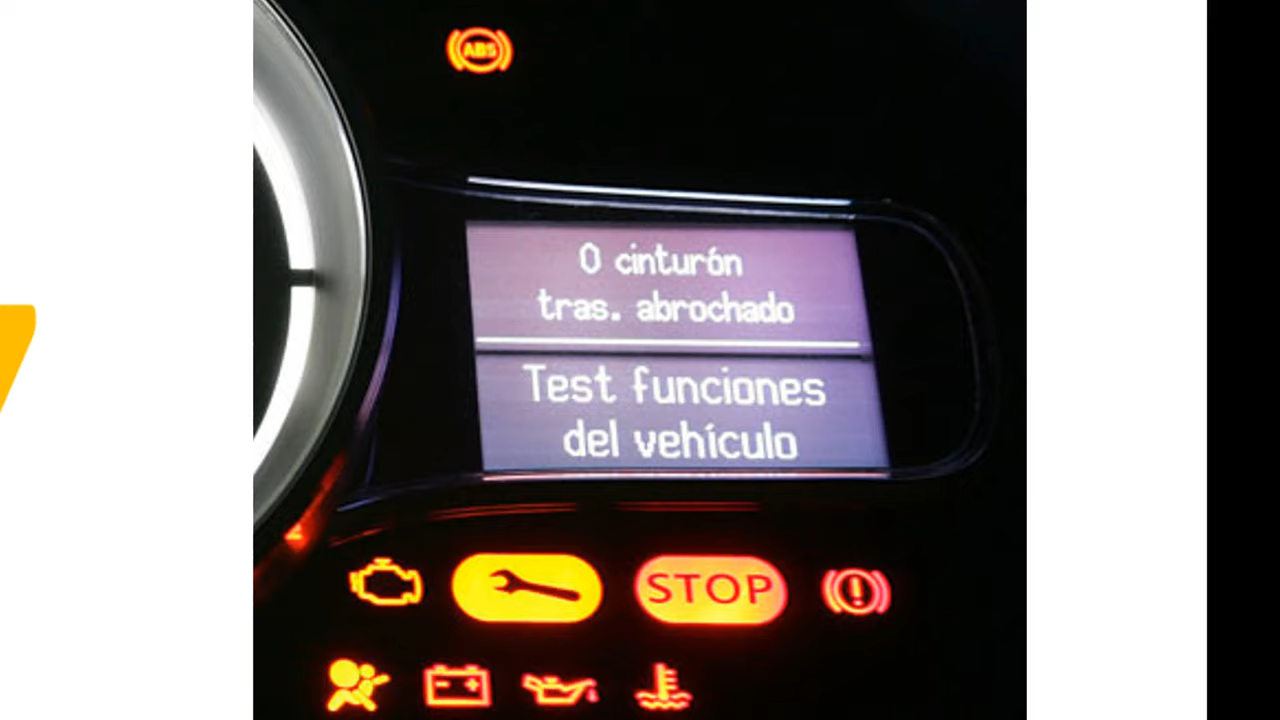 ABS
0 cinturón
tras. abrochado
Test funciones
del vehículo
STOP